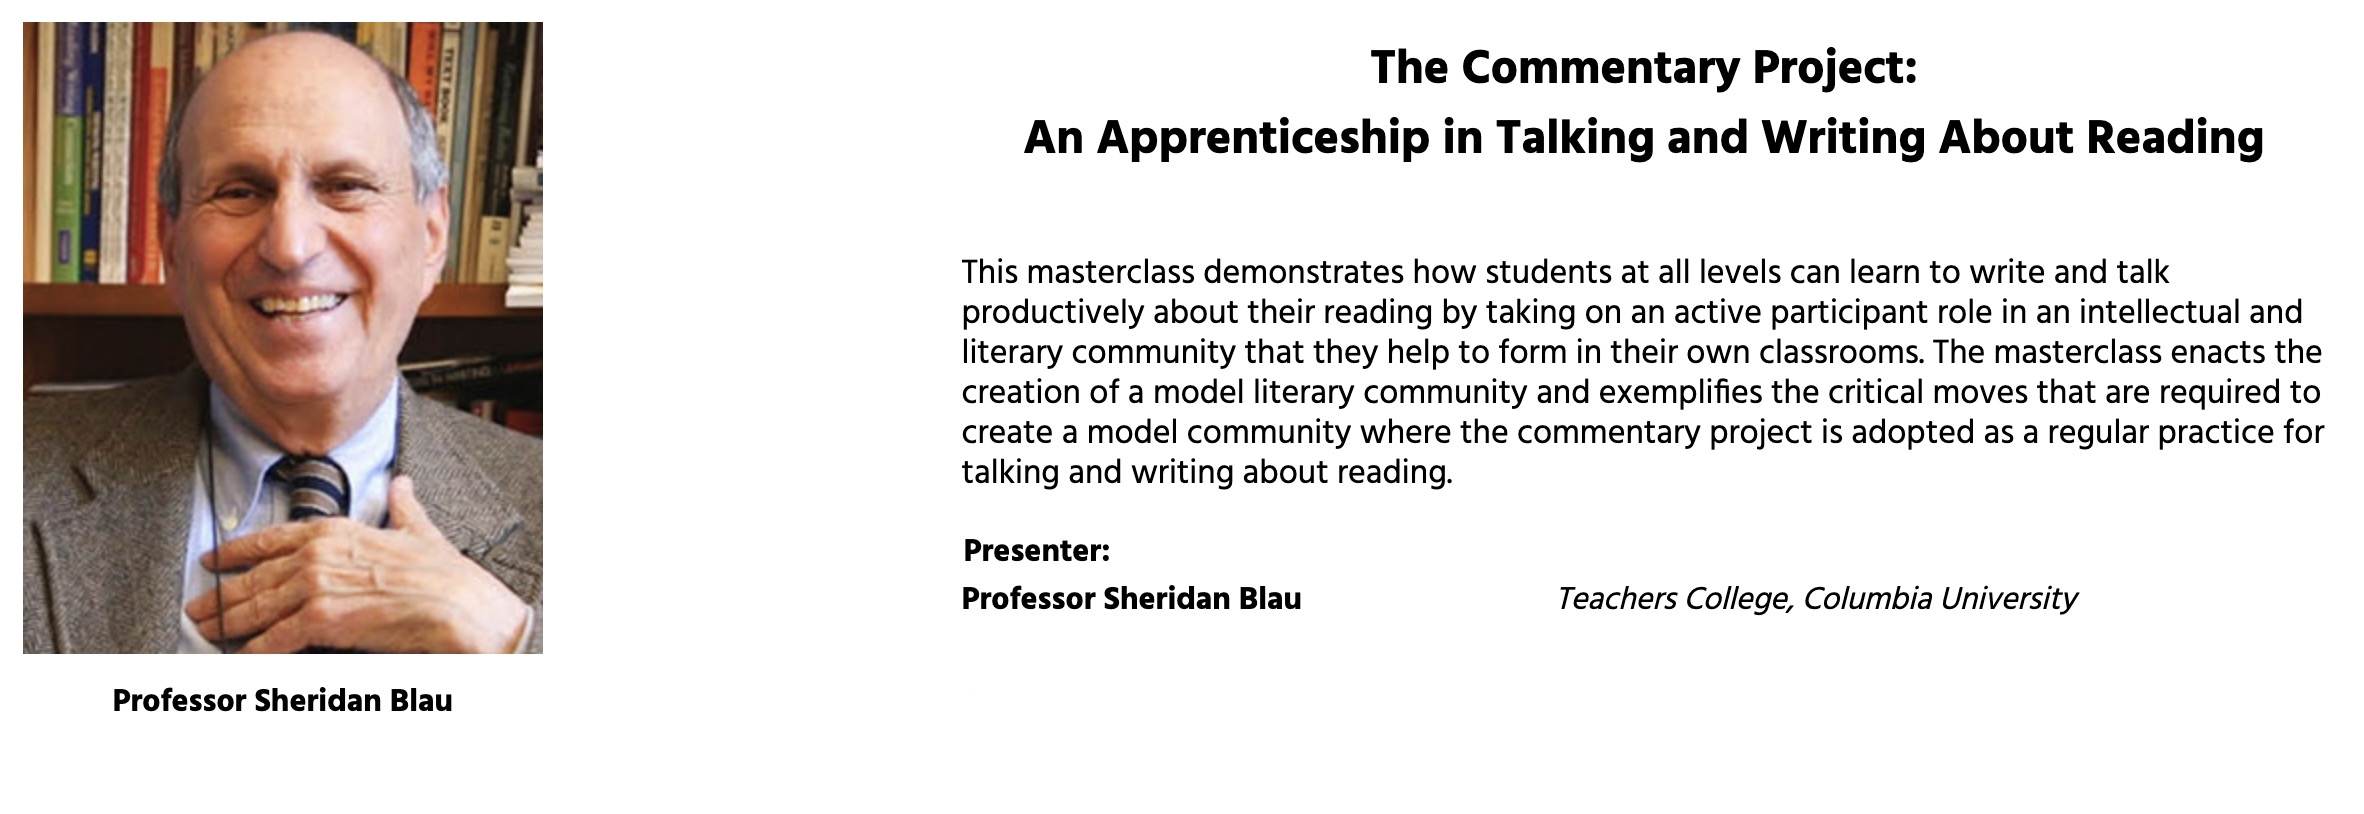 The Commentary Project:
An Apprenticeship in Talking and Writing About Reading
This masterclass demonstrates how students at all levels can learn to write and talk
productively about their reading by taking on an active participant role in an intellectual and
literary community that they help to form in their own classrooms. The masterclass enacts the
creation of a model literary community and exemplifies the critical moves that are required to
create a model community where the commentary project is adopted as a regular practice for
talking and writing about reading.
Presenter:
Professor Sheridan Blau Teachers College, Columbia University
Professor Sheridan Blau
TEXT BOOK